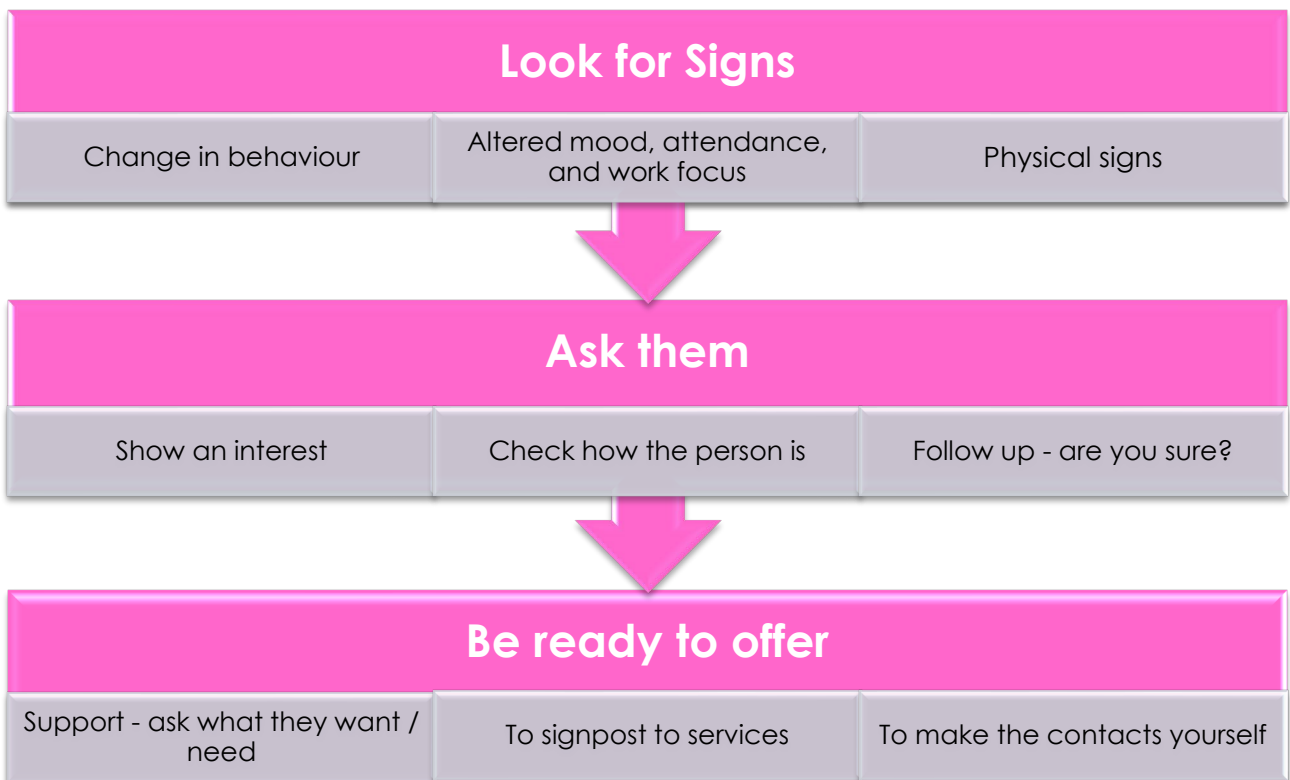 Look for Signs
Change in behaviour
Altered mood, attendance,
and work focus
Physical signs
Ask them
Show an interest
Check how the person is
Follow up - are you sure?
Be ready to offer
Support - ask what they want /
need
To signpost to services
To make the contacts yourself